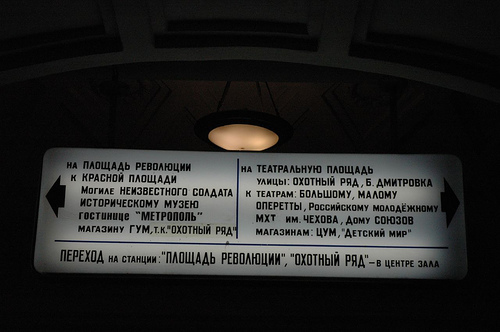 НА ПЛОЩАДЬ РЕВОЛЮЦИИ
К КРАСНОЙ ПЛОЩАДИ
МОГИЛЕ НЕИЗВЕСТНОГО СОЛДАТА
ИСТОРИЧЕСКОМУ МУЗЕЮ
ГОСТИНИЦЕ "МЕТРОПОЛЬ"
МАГАЗИНУ ГУМ, Т.К. "ОХОТНЫЙ РЯД"
НА ТЕАТРАЛЬНУЮ ПЛОЩАДЬ
УЛИЦЫ: ОХОТНЫЙ РЯД, Б. ДМИТРОВКА
К ТЕАТРАМ: БОЛЬШОМУ, МАЛОМУ
ОПЕРЕТТЫ, РОССИЙСКОМУ МОЛОДЁЖНОМУ
МХТ ИМ. ЧЕХОВА, ДОМУ СОЮЗОВ
МАГАЗИНАМ: ЦУМ, "ДЕТСКИЙ МИР"
ПЕРЕХОД НА СТАНЦИИ: "ПЛОЩАДЬ РЕВОЛЮЦИИ", "ОХОТНЫЙ РЯД" – В ЦЕНТРЕ ЗАЛА